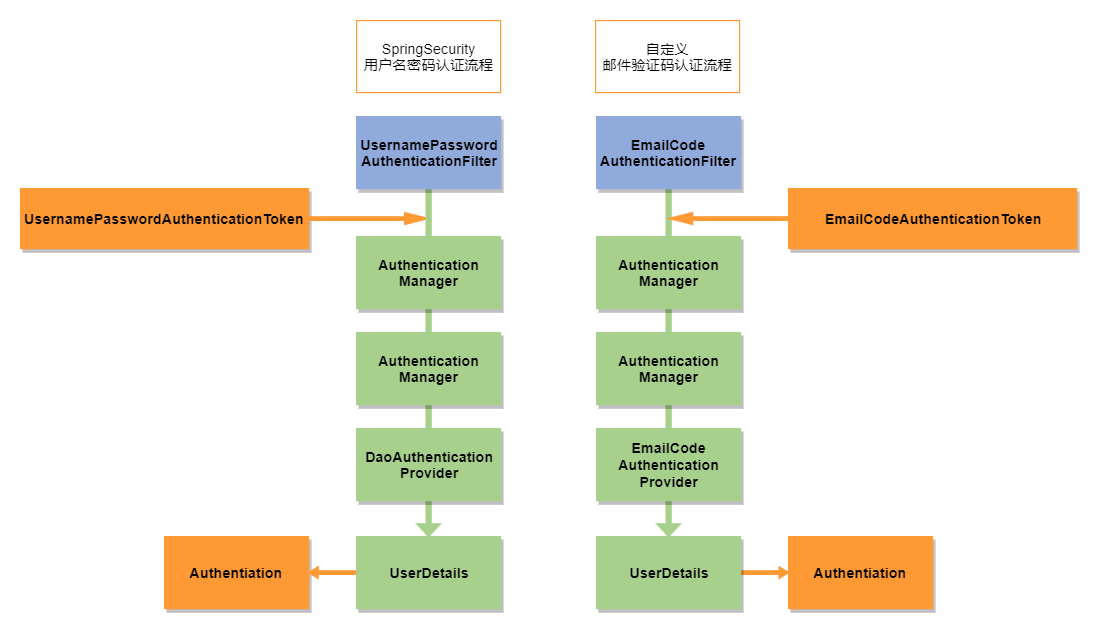 SpringSecurity
用户名密码认证流程
自定义
邮件验证码认证流程
UsernamePassword
AuthenticationFilter
EmailCode
AuthenticationFilter
UsernamePasswordAuthenticationToken
EmailCodeAuthenticationToken
Authentication
Manager
Authentication
Manager
Authentication
Manager
Authentication
Manager
DaoAuthentication
Provider
EmailCode
Authentication
Provider
Authentiation
UserDetails
UserDetails
Authentiation